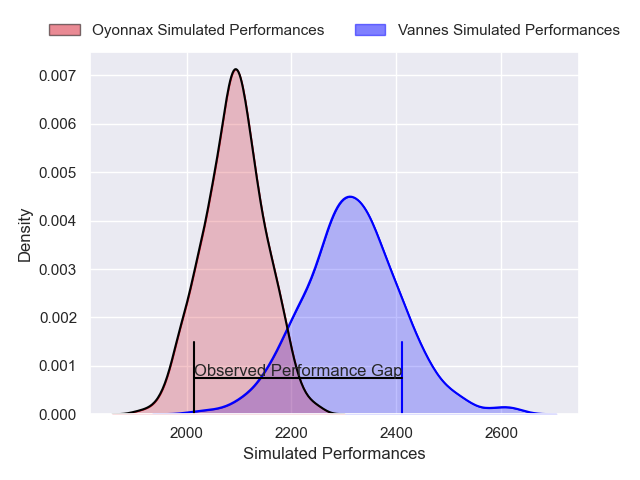 Oyonnax Simulated Performances
Vannes Simulated Performances
0.007
0.006
0.005
0.004
0.003
0.002
0.001
0.000
Density
Observed Performance Gap
2000
2200
2400
2600
Simulated Performances